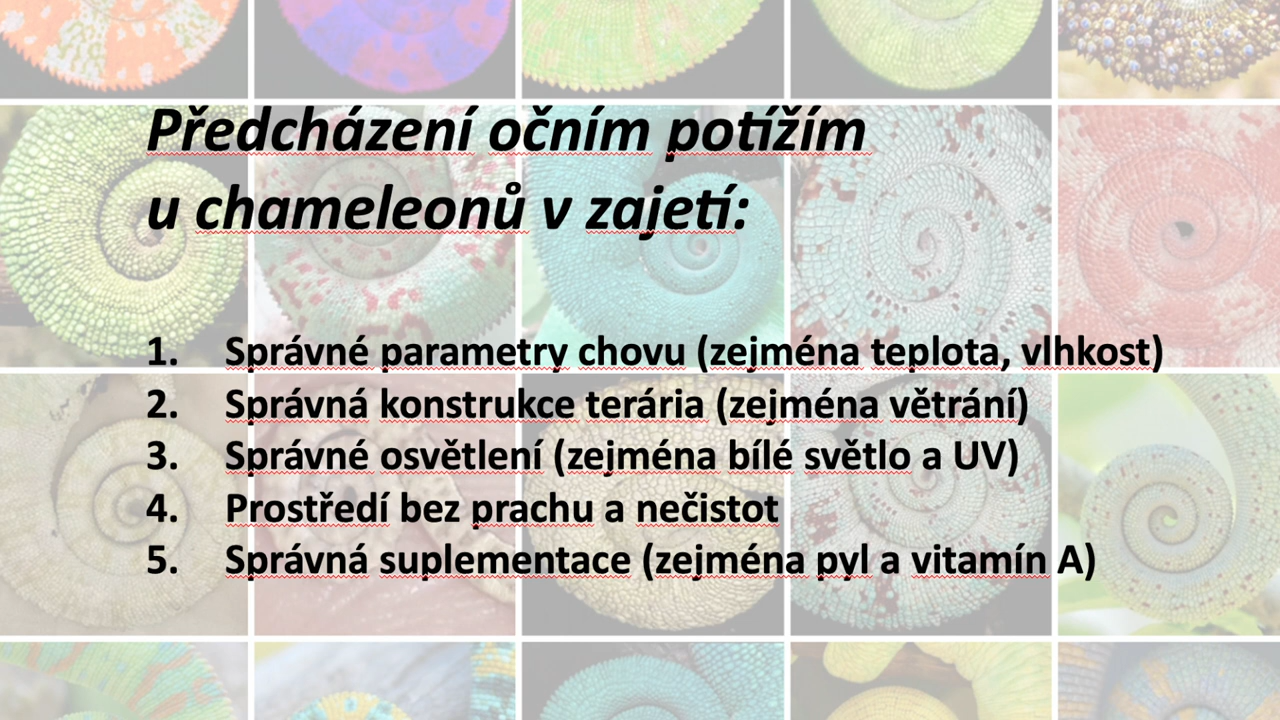 Předcházení očním potížím
u chameleonů v zajetí:
1. Správné parametry chovu (zejména teplota, vlhkost)
2. Správná konstrukce terária (zejména větrání)
3. Správné osvětlení (zejména bílé světlo a UV)
4. Prostředí bez prachu a nečistot
5. Správná suplementace (zejména pyl a vitamín A)